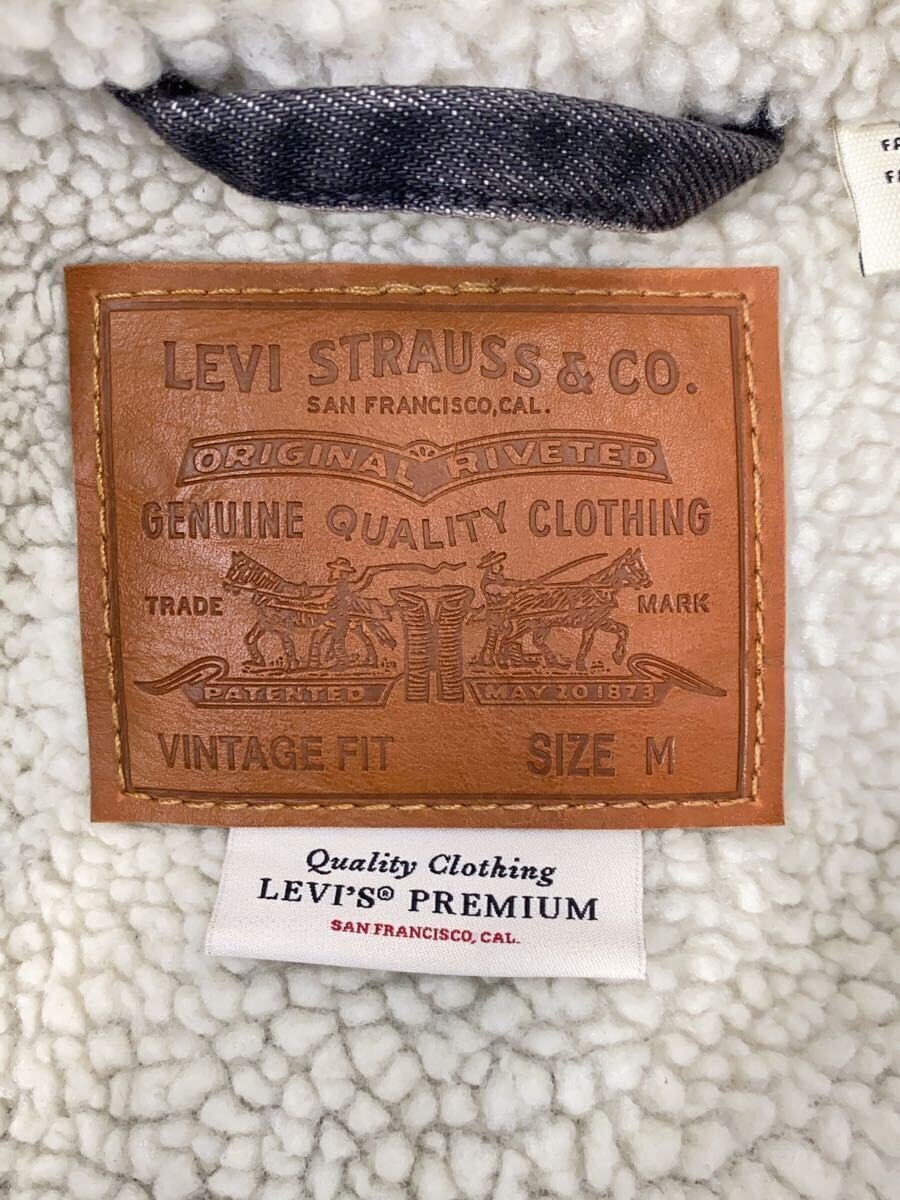 LEVI STRAUSS & CO.
SAN FRANCISCO, CAL.
ORIGINAL RIVETED
GENUINE QUALITY CLOTHING
TRADE MARK
PATENTED MAY 20 1873
VINTAGE FIT SIZE M
Quality Clothing
LEVI'S® PREMIUM
SAN FRANCISCO, CAL.